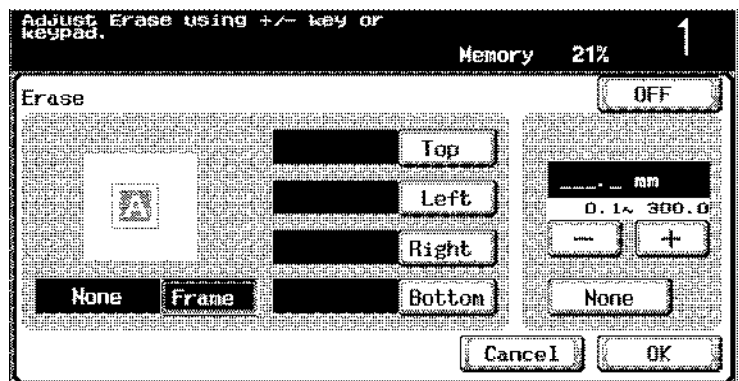 Adjust Erase using +/- key or
keypad.
Memory 21% 1
Erase OFF
Top
A
___._ mm
Left
0.1~ 300.0
- +
Right
None Frame Bottom None
Cancel OK